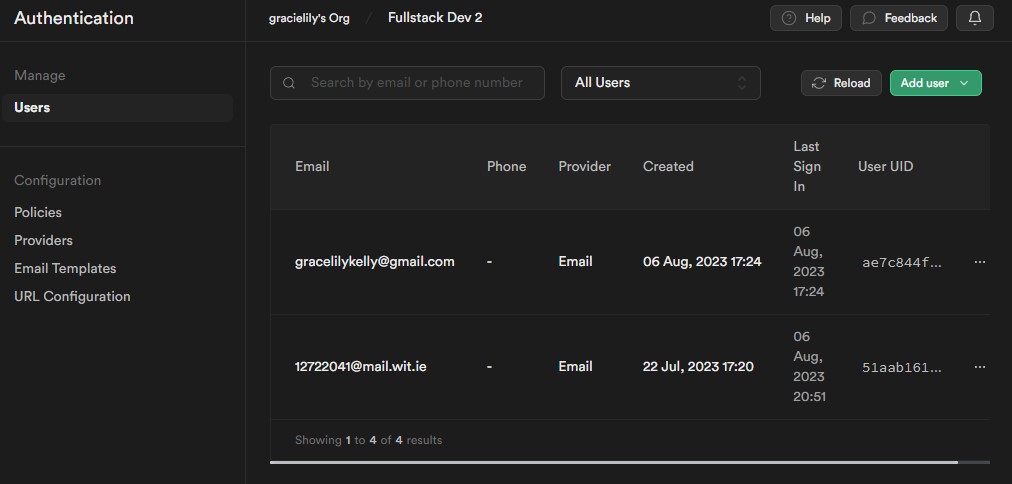 Authentication
gracielily's Org / Fullstack Dev 2
Help
Feedback
Manage
Users
Configuration
Policies
Providers
Email Templates
URL Configuration
Search by email or phone number
All Users
Reload
Add user
Email Phone Provider Created Last Sign In User UID
gracelilykelly@gmail.com - Email 06 Aug, 2023 17:24 06 Aug, 2023 17:24 ae7c844f...
12722041@mail.wit.ie - Email 22 Jul, 2023 17:20 06 Aug, 2023 20:51 51aab161...
Showing 1 to 4 of 4 results